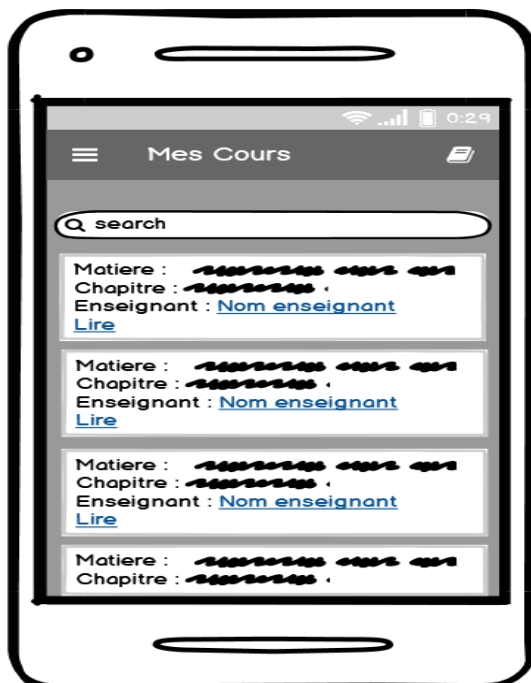 0:29
Mes Cours
search
Matiere :
Chapitre :
Enseignant : Nom enseignant
Lire
Matiere :
Chapitre :
Enseignant : Nom enseignant
Lire
Matiere :
Chapitre :
Enseignant : Nom enseignant
Lire
Matiere :
Chapitre :